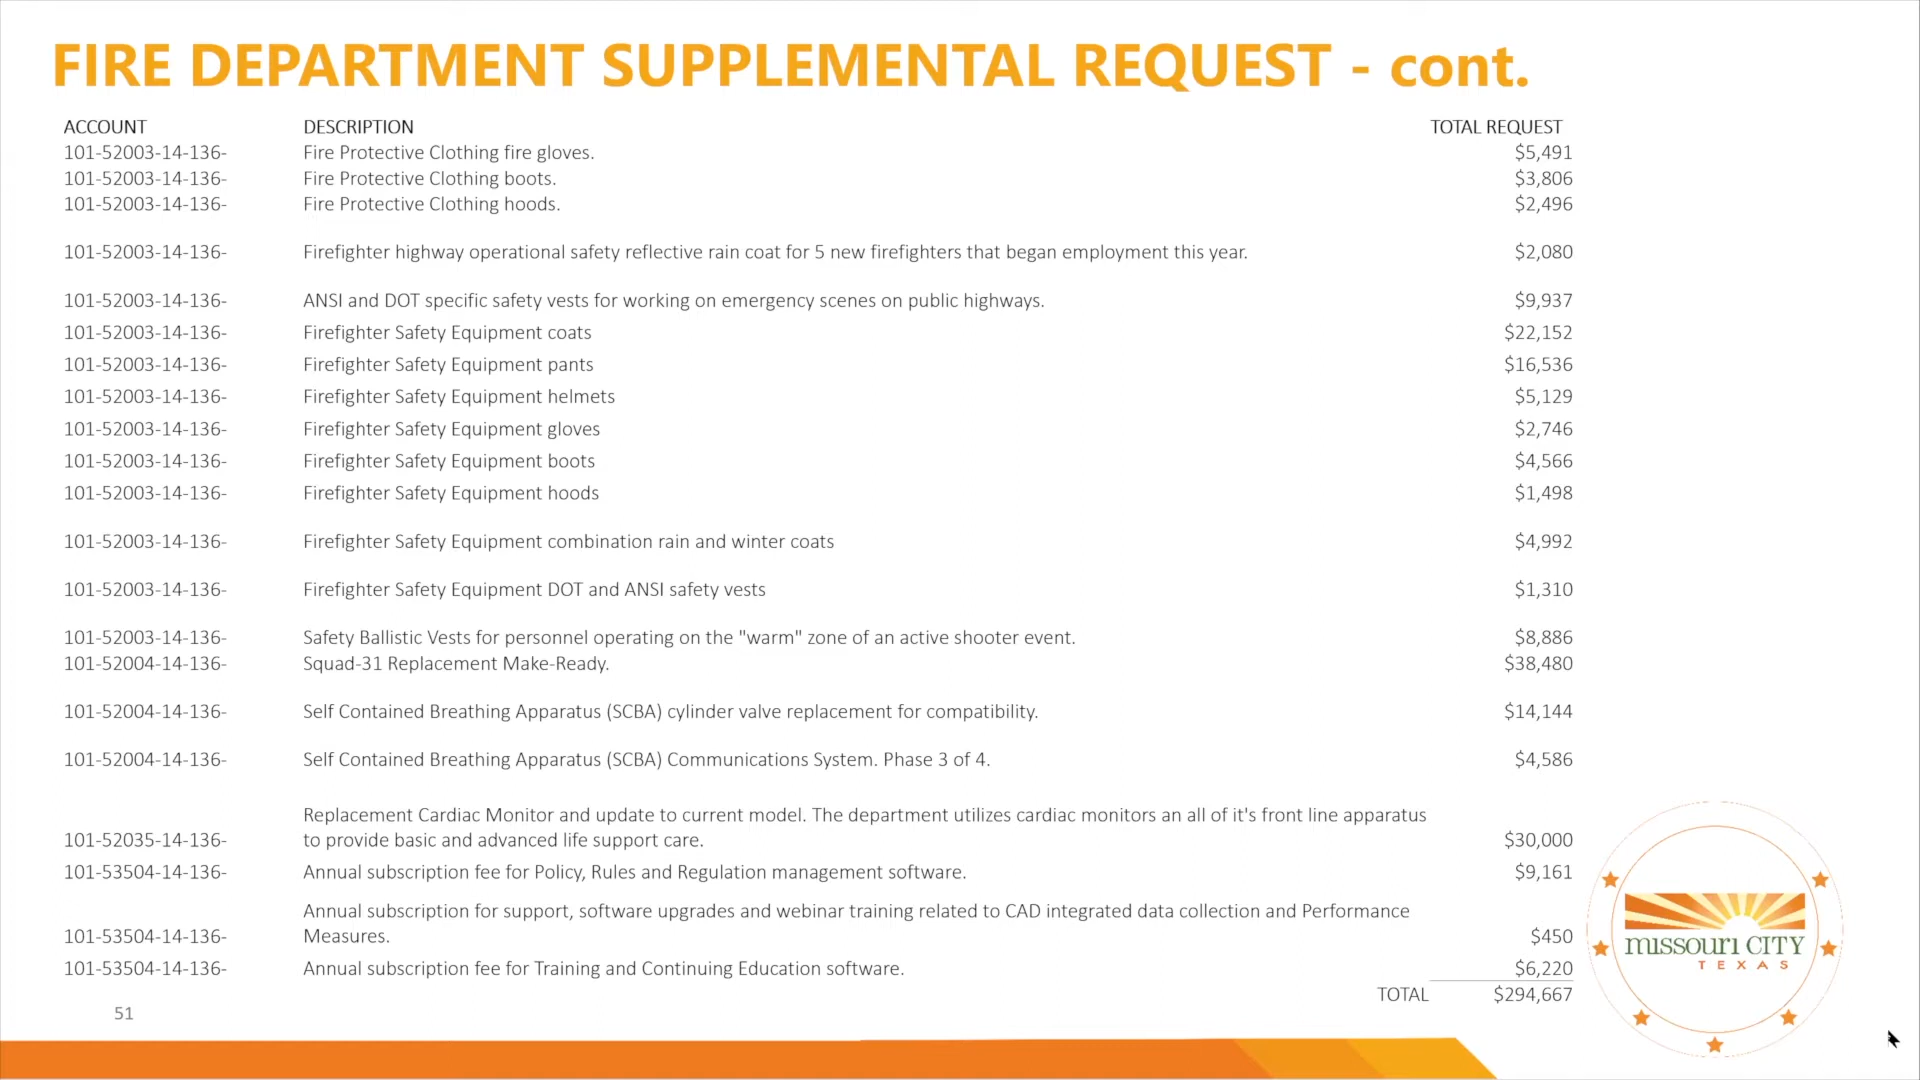 FIRE DEPARTMENT SUPPLEMENTAL REQUEST - cont.
ACCOUNT DESCRIPTION TOTAL REQUEST
101-52003-14-136- Fire Protective Clothing fire gloves. $5,491
101-52003-14-136- Fire Protective Clothing boots. $3,806
101-52003-14-136- Fire Protective Clothing hoods. $2,496
101-52003-14-136- Firefighter highway operational safety reflective rain coat for 5 new firefighters that began employment this year. $2,080
101-52003-14-136- ANSI and DOT specific safety vests for working on emergency scenes on public highways. $9,937
101-52003-14-136- Firefighter Safety Equipment coats $22,152
101-52003-14-136- Firefighter Safety Equipment pants $16,536
101-52003-14-136- Firefighter Safety Equipment helmets $5,129
101-52003-14-136- Firefighter Safety Equipment gloves $2,746
101-52003-14-136- Firefighter Safety Equipment boots $4,566
101-52003-14-136- Firefighter Safety Equipment hoods $1,498
101-52003-14-136- Firefighter Safety Equipment combination rain and winter coats $4,992
101-52003-14-136- Firefighter Safety Equipment DOT and ANSI safety vests $1,310
101-52003-14-136- Safety Ballistic Vests for personnel operating on the "warm" zone of an active shooter event. $8,886
101-52004-14-136- Squad-31 Replacement Make-Ready. $38,480
101-52004-14-136- Self Contained Breathing Apparatus (SCBA) cylinder valve replacement for compatibility. $14,144
101-52004-14-136- Self Contained Breathing Apparatus (SCBA) Communications System. Phase 3 of 4. $4,586
Replacement Cardiac Monitor and update to current model. The department utilizes cardiac monitors an all of it's front line apparatus
101-52035-14-136- to provide basic and advanced life support care. $30,000
101-53504-14-136- Annual subscription fee for Policy, Rules and Regulation management software. $9,161
Annual subscription for support, software upgrades and webinar training related to CAD integrated data collection and Performance
101-53504-14-136- Measures. $450
101-53504-14-136- Annual subscription fee for Training and Continuing Education software. $6,220
TOTAL $294,667
51
missouri CITY
TEXAS